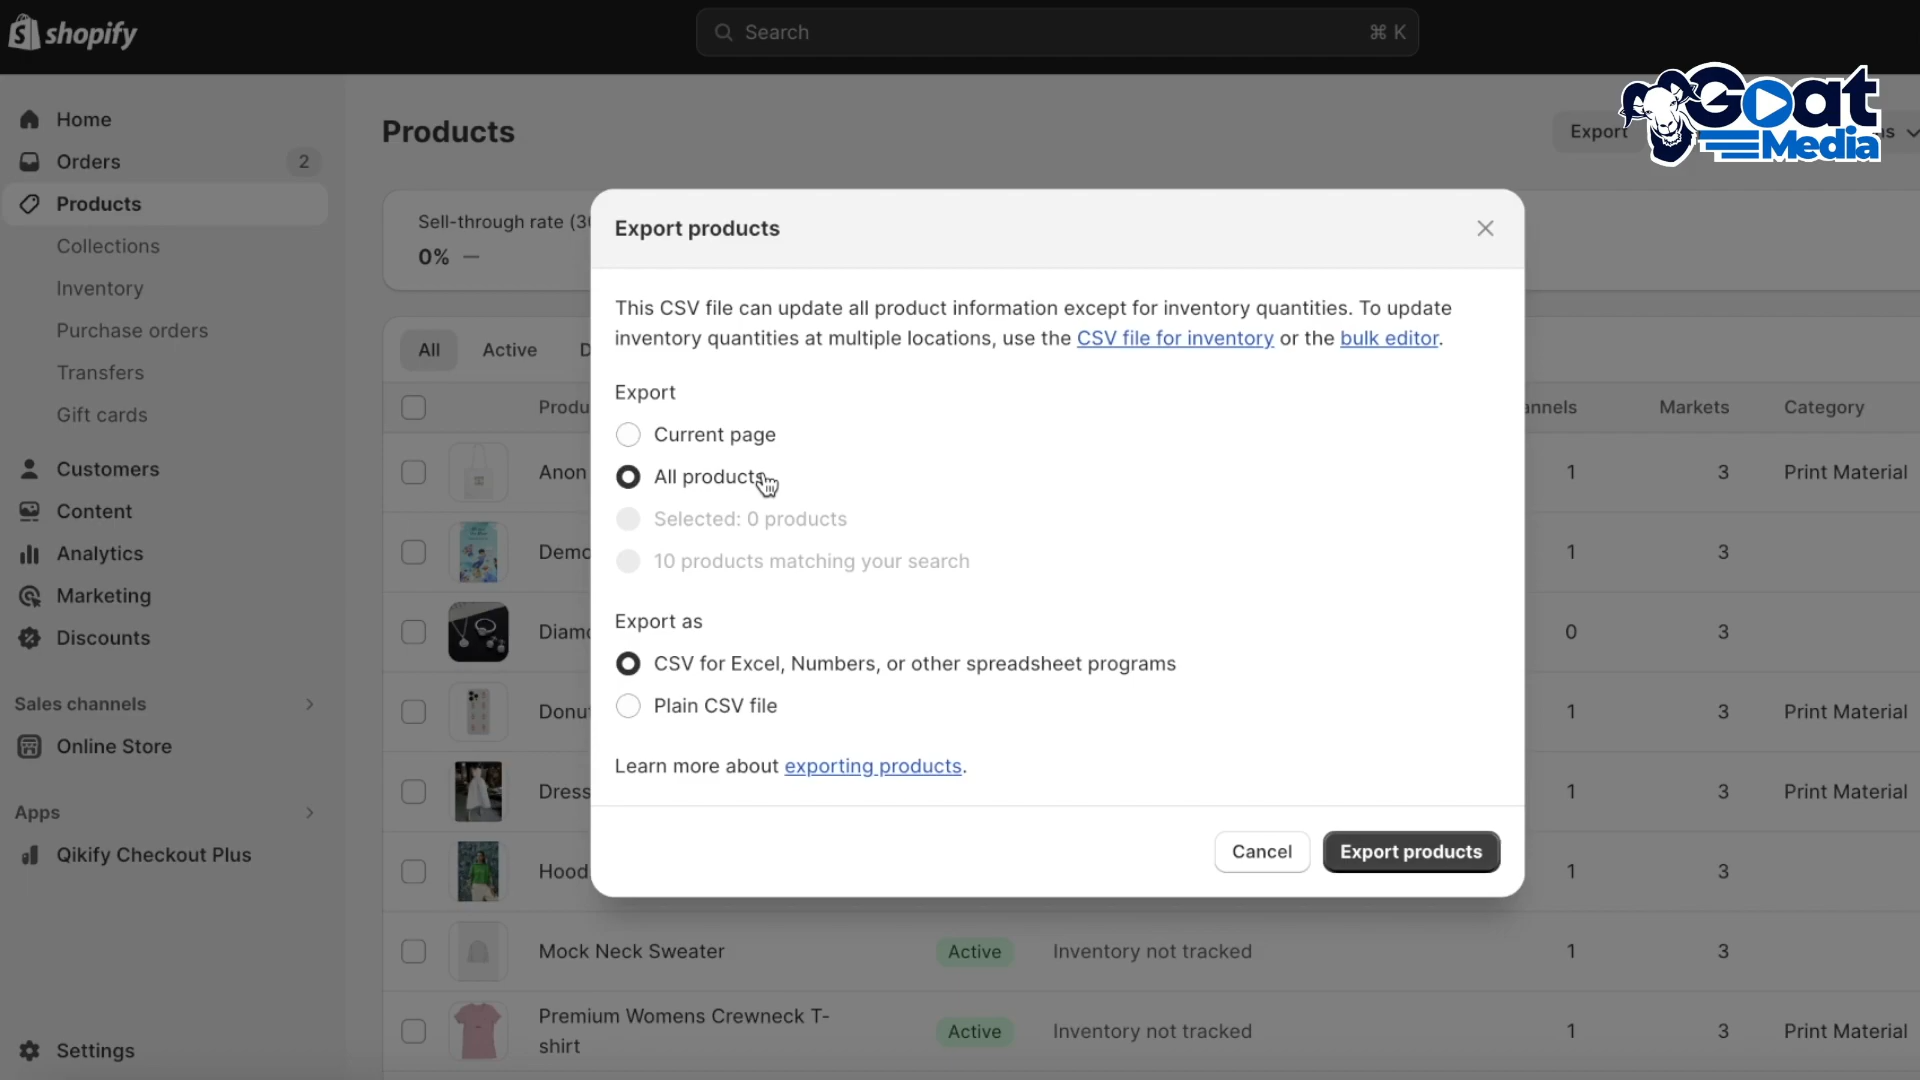 shopify
Search
⌘ K
Goat
Media
Home
Orders
2
Products
Collections
Inventory
Purchase orders
Transfers
Gift cards
Customers
Content
Analytics
Marketing
Discounts
Sales channels
Online Store
Apps
Qikify Checkout Plus
Settings
Products
Export
Sell-through rate (30
0% —
All
Active
D
Export products
This CSV file can update all product information except for inventory quantities. To update
inventory quantities at multiple locations, use the CSV file for inventory or the bulk editor.
Export
Current page
All products
Selected: 0 products
10 products matching your search
Export as
CSV for Excel, Numbers, or other spreadsheet programs
Plain CSV file
Learn more about exporting products.
Cancel
Export products
Produ
annels
Markets
Category
Anon
1
3
Print Material
Demo
1
3
Diamo
0
3
Donut
1
3
Print Material
Dress
1
3
Print Material
Hood
1
3
Mock Neck Sweater
Active
Inventory not tracked
1
3
Premium Womens Crewneck T-
shirt
Active
Inventory not tracked
1
3
Print Material